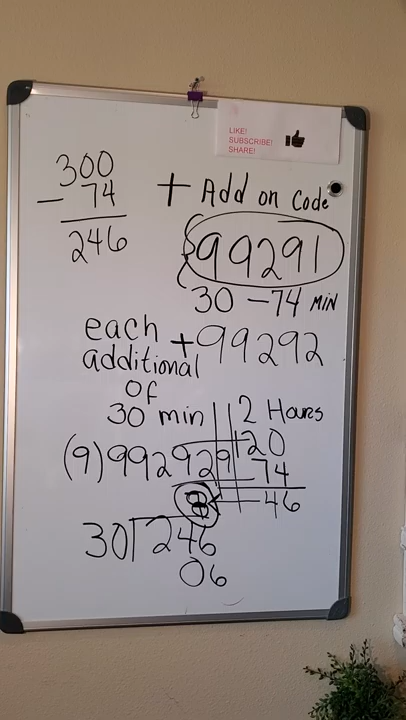 LIKE!
SUBSCRIBE!
SHARE!
300
- 74
246
+ Add on Code
99291
30 - 74 MIN
each + 99292
additional
of
30 min
2 Hours
120
74
46
(9) 99292
8
30 246
06